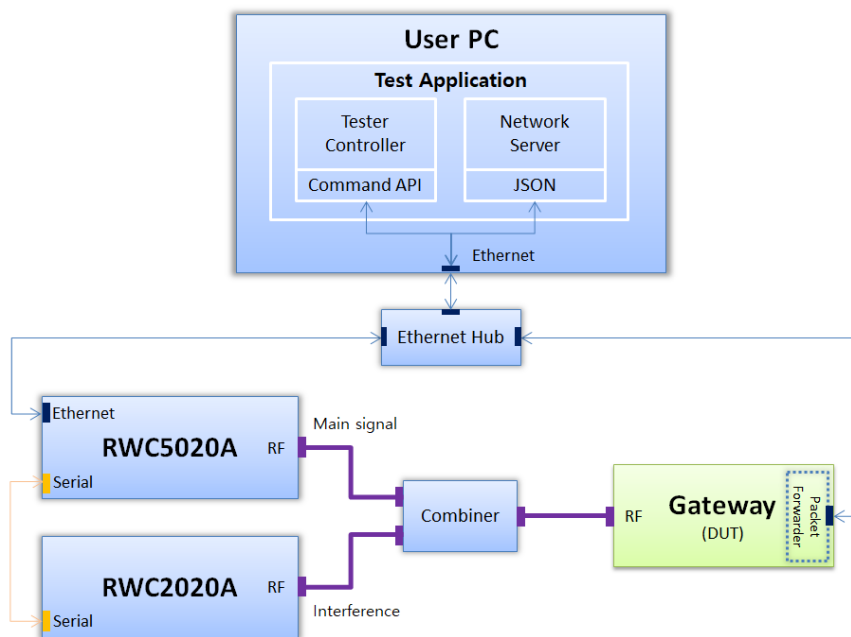 User PC
Test Application
Tester
Controller
Command API
Network
Server
JSON
Ethernet
Ethernet Hub
Ethernet
RWC5020A
RF
Serial
Main signal
Combiner
RF
Gateway
(DUT)
Packet
Forwarder
RWC2020A
RF
Serial
Interference